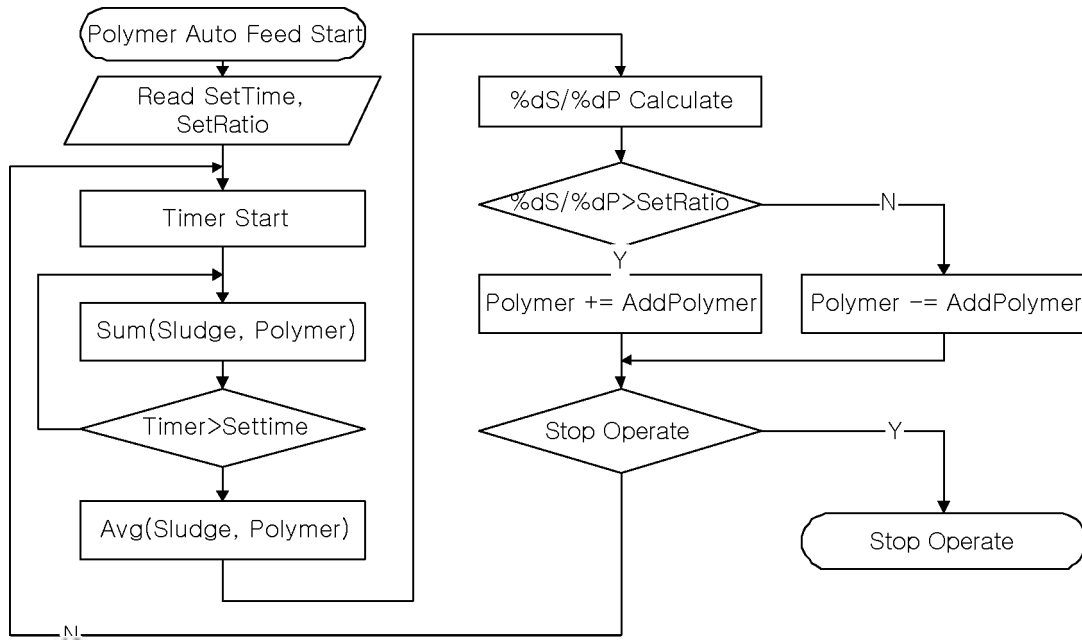 Polymer Auto Feed Start
Read SetTime,
SetRatio
Timer Start
Sum(Sludge, Polymer)
Timer>Settime
Avg(Sludge, Polymer)
%dS/%dP Calculate
%dS/%dP>SetRatio
N
Y
Polymer += AddPolymer
Polymer -= AddPolymer
Stop Operate
Y
Stop Operate
N